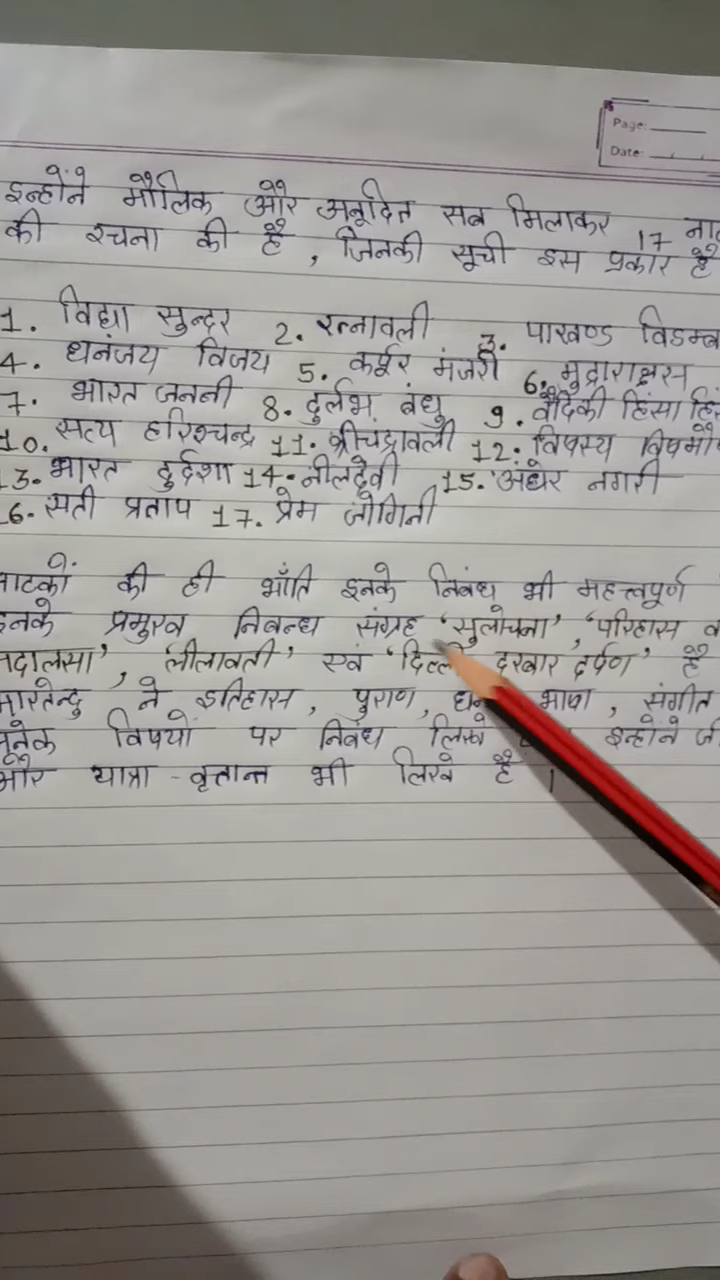 Page:
Date:
इन्होंने मौलिक और अनूदित सब मिलाकर 17
की रचना की है , जिनकी सूची इस प्रकार है
1. विद्या सुन्दर 2. रत्नावली 3. पाखण्ड विडम्ब
4. धनंजय विजय 5. कर्पूर मंजरी 6. मुद्राराक्षस
7. भारत जननी 8. दुर्लभ बंधु 9. वैदिकी हिंसा
10. सत्य हरिश्चन्द्र 11. श्रीचंद्रावली 12. विषस्य विषमौ
13. भारत दुर्दशा 14. नीलदेवी 15. अंधेर नगरी
16. सती प्रताप 17. प्रेम जोगिनी
नाटकों की ही भाँति इनके निबंध भी महत्त्वपूर्ण
इनके प्रमुख निबन्ध संग्रह 'सुलोचना' , 'परिहास
मदालसा' , 'लीलावती' एवं 'दिल्ली दरबार दर्पण' है
भारतेन्दु ने इतिहास , पुराण , भाषा , संगीत
अनेक विषयों पर निबंध लिखे इन्होंने
और यात्रा - वृत्तान्त भी लिखे है ।